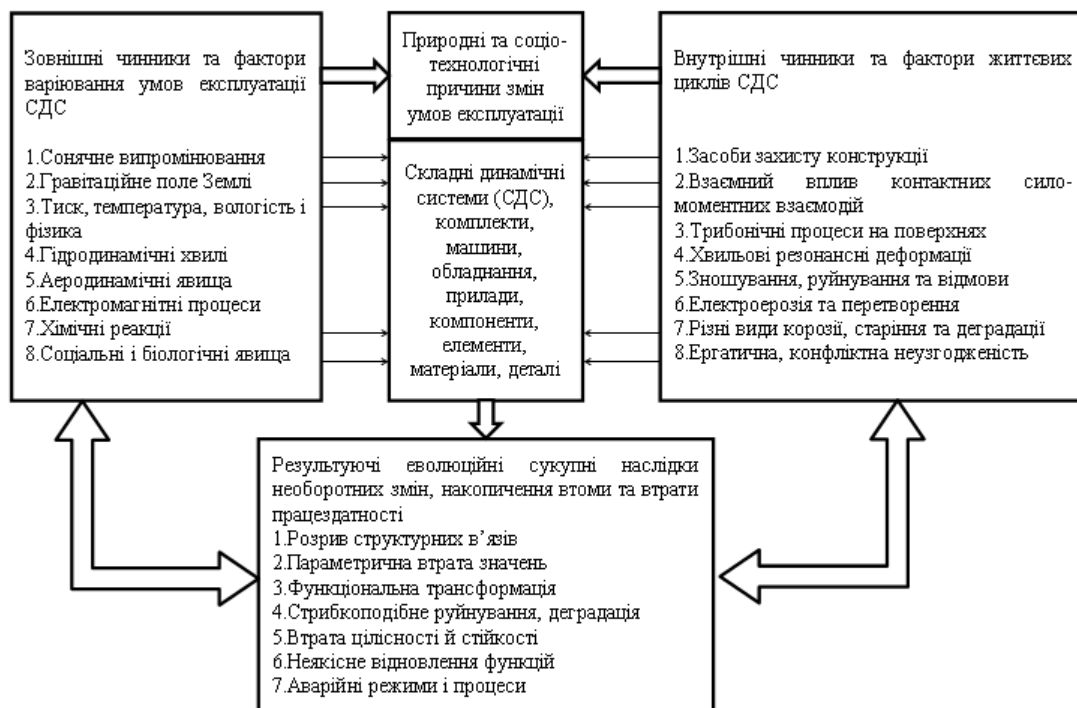 Зовнішні чинники та фактори
варіювання умов експлуатації
СДС
1.Сонячне випромінювання
2.Гравітаційне поле Землі
3.Тиск, температура, вологість і
фізика
4.Гідродинамічні хвилі
5.Аеродинамічні явища
6.Електромагнітні процеси
7.Хімічні реакції
8.Соціальні і біологічні явища
Природні та соціо-
технологічні
причини змін
умов експлуатації
Складні динамічні
системи (СДС),
комплекти,
машини,
обладнання,
прилади,
компоненти,
елементи,
матеріали, деталі
Внутрішні чинники та фактори життєвих
циклів СДС
1.Засоби захисту конструкції
2.Взаємний вплив контактних сило-
моментних взаємодій
3.Трибонічні процеси на поверхнях
4.Хвильові резонансні деформації
5.Зношування, руйнування та відмови
6.Електроерозія та перетворення
7.Різні види корозії, старіння та деградації
8.Ергатична, конфліктна неузгодженість
Результуючі еволюційні сукупні наслідки
необоротних змін, накопичення втоми та втрати
працездатності
1.Розрив структурних в’язів
2.Параметрична втрата значень
3.Функціональна трансформація
4.Стрибкоподібне руйнування, деградація
5.Втрата цілісності й стійкості
6.Неякісне відновлення функцій
7.Аварійні режими і процеси